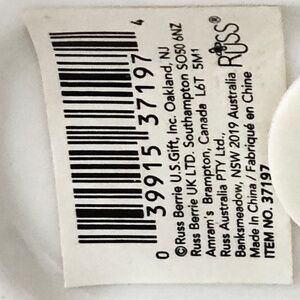 0 39915 37197 4
RUSS®
©Russ Berrie U.S.Gift, Inc. Oakland, NJ
Russ Berrie UK LTD. Southampton SO50 6NZ
Amram's Brampton, Canada L6T 5M1
Russ Australia PTY Ltd.,
Banksmeadow, NSW 2019 Australia
Made In China / Fabriqué en Chine
ITEM NO. 37197